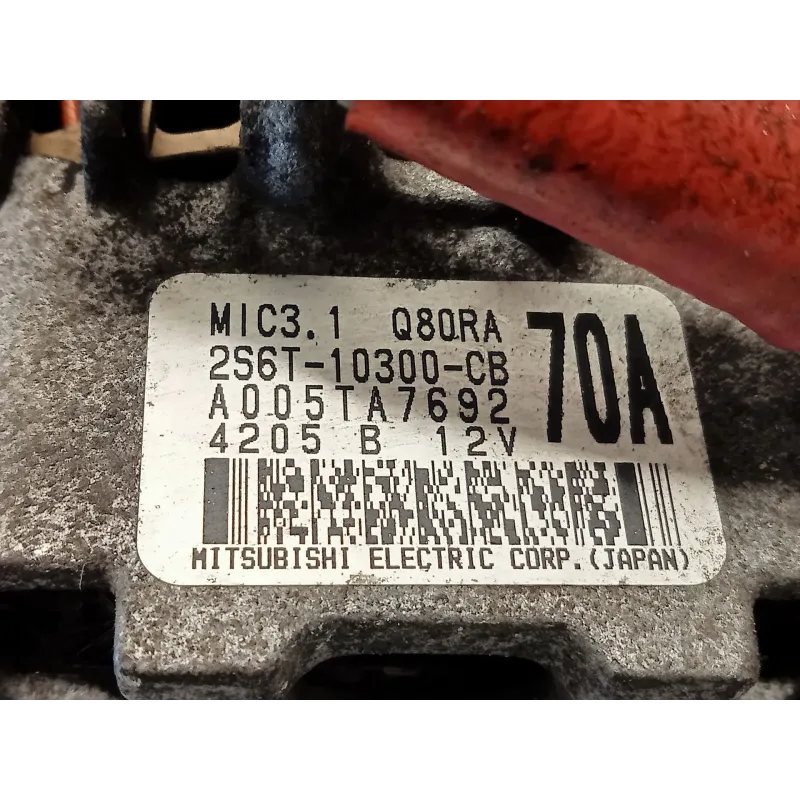 MIC3.1 Q80RA 70A
2S6T-10300-CB
A005TA7692
4205 B 12V
MITSUBISHI ELECTRIC CORP.(JAPAN)